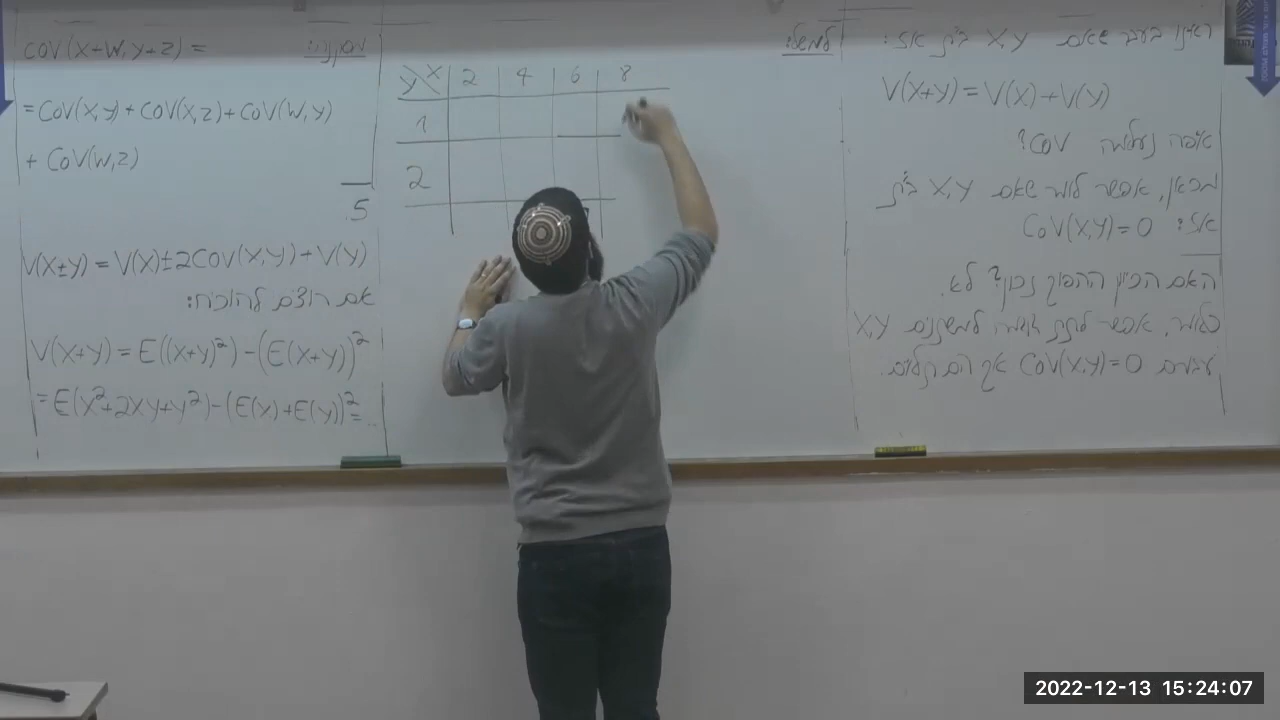 ראינו בעבר שאם X,Y ב״ת אז:
V(X+Y)=V(X)+V(Y)
איפה נעלמה COV?
מכאן, אפשר לומר שאם X,Y ב״ת
אז: COV(X,Y)=0
האם הכיוון ההפוך נכון? לא.
כלומר, אפשר לתת דוגמה למשתנים X,Y
עבורם COV(X,Y)=0 אך הם תלויים.
למשל:
Y X 2 4 6 8
1
2
COV(X+W,Y+Z)=
=COV(X,Y)+COV(X,Z)+COV(W,Y)
+COV(W,Z)
.5
V(X±Y)=V(X)±2COV(X,Y)+V(Y)
אם רוצים להוכיח:
V(X+Y)=E((X+Y)²)-(E(X+Y))²
=E(X²+2XY+Y²)-(E(X)+E(Y))²=...
2022-12-13 15:24:07